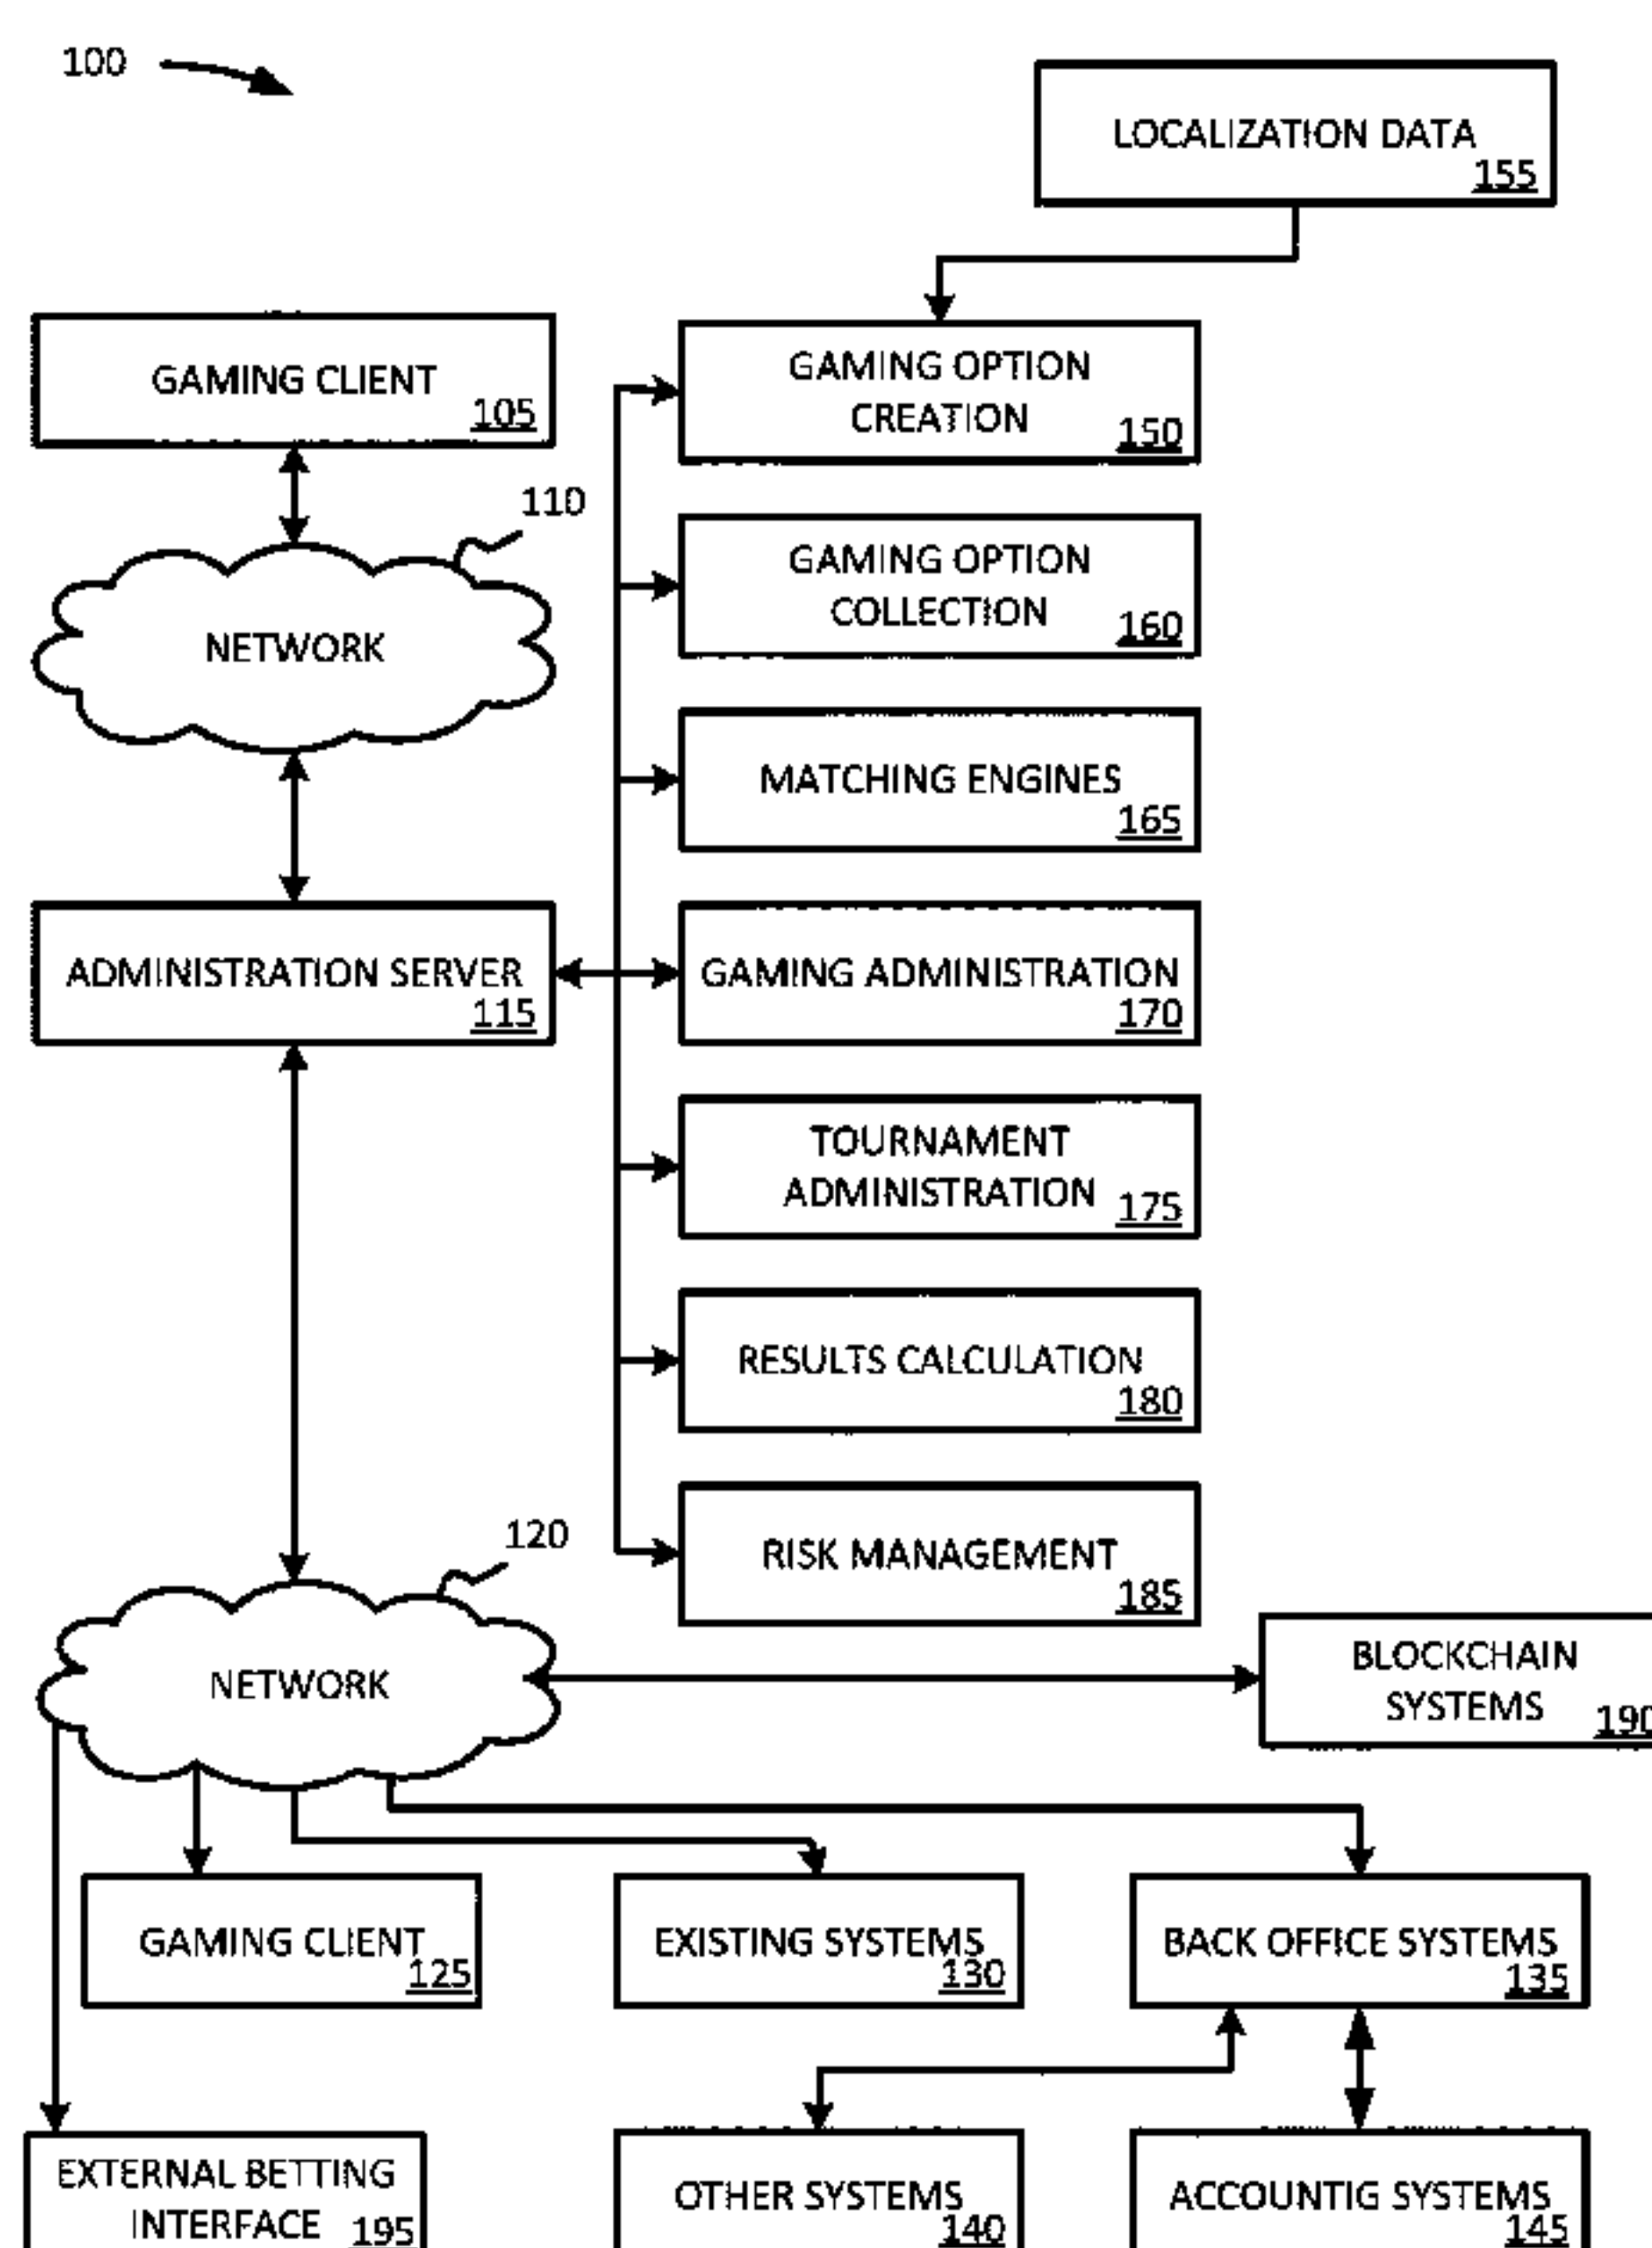 100
LOCALIZATION DATA
155
GAMING CLIENT
105
GAMING OPTION
CREATION
150
110
NETWORK
GAMING OPTION
COLLECTION
160
MATCHING ENGINES
165
ADMINISTRATION SERVER
115
GAMING ADMINISTRATION
170
TOURNAMENT
ADMINISTRATION
175
RESULTS CALCULATION
180
RISK MANAGEMENT
185
120
NETWORK
BLOCKCHAIN
SYSTEMS
190
GAMING CLIENT
125
EXISTING SYSTEMS
130
BACK OFFICE SYSTEMS
135
EXTERNAL BETTING
INTERFACE
195
OTHER SYSTEMS
140
ACCOUNTIG SYSTEMS
145